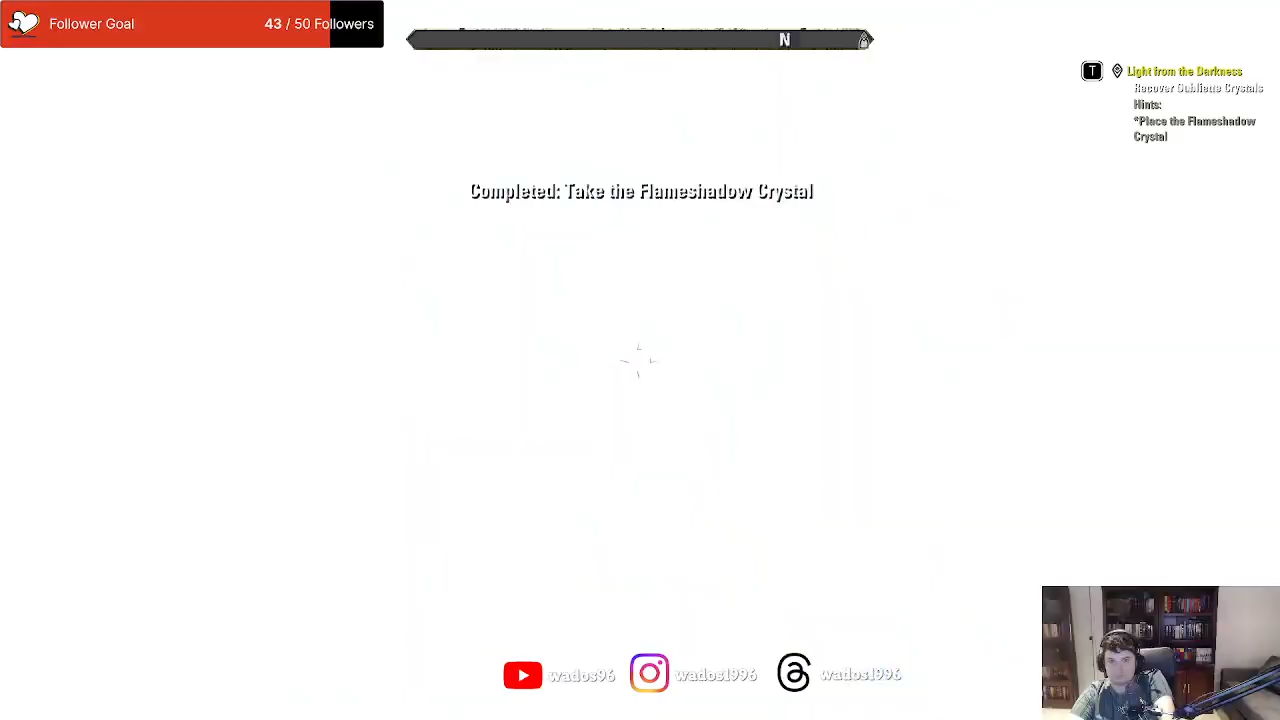 Follower Goal
43 / 50 Followers
N
T
Light from the Darkness
Recover Oubliette Crystals
Hints:
*Place the Flameshadow
Crystal
Completed: Take the Flameshadow Crystal
wados96
wados1996
wados1996